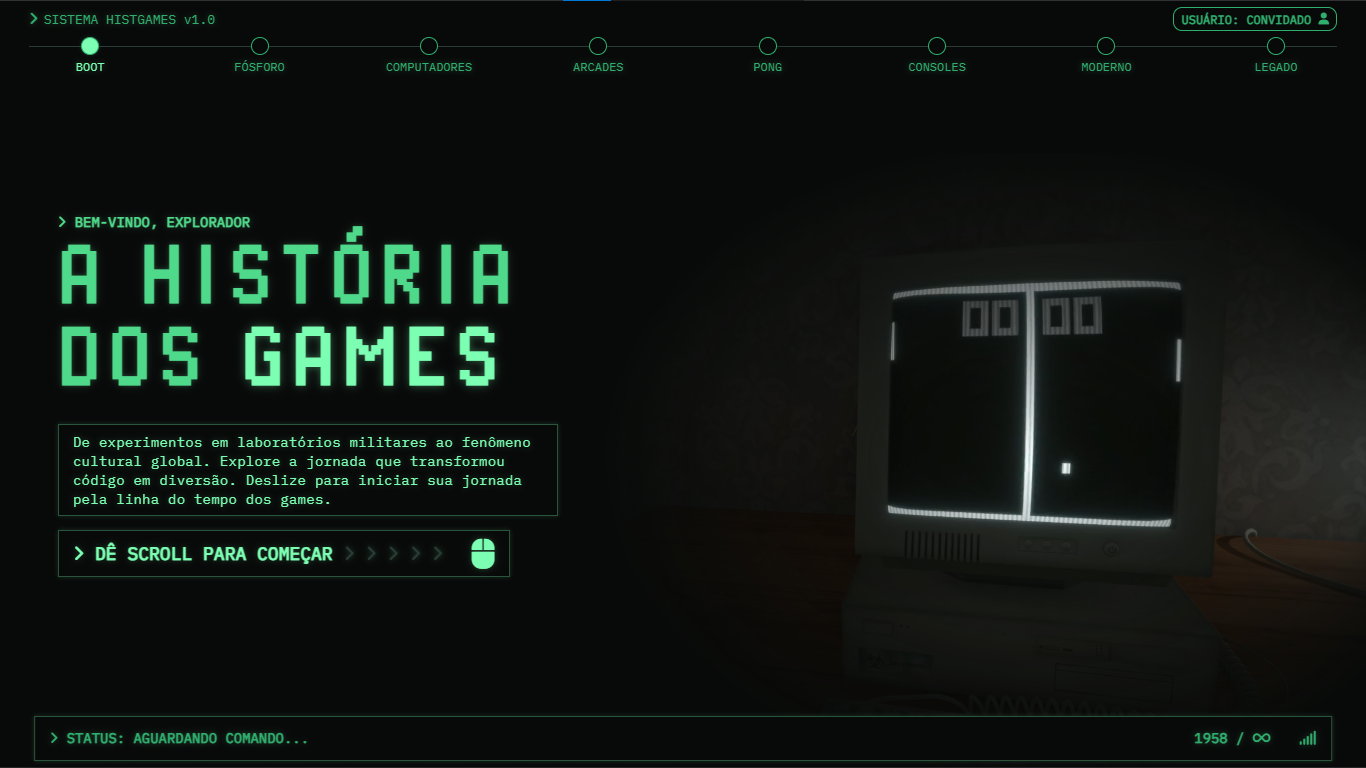 SISTEMA HISTGAMES v1.0
USUÁRIO: CONVIDADO
BOOT
FÓSFORO
COMPUTADORES
ARCADES
PONG
CONSOLES
MODERNO
LEGADO
BEM-VINDO, EXPLORADOR
A HISTÓRIA
DOS GAMES
00 00
De experimentos em laboratórios militares ao fenômeno
cultural global. Explore a jornada que transformou
código em diversão. Deslize para iniciar sua jornada
pela linha do tempo dos games.
DÊ SCROLL PARA COMEÇAR
STATUS: AGUARDANDO COMANDO...
1958 / ∞